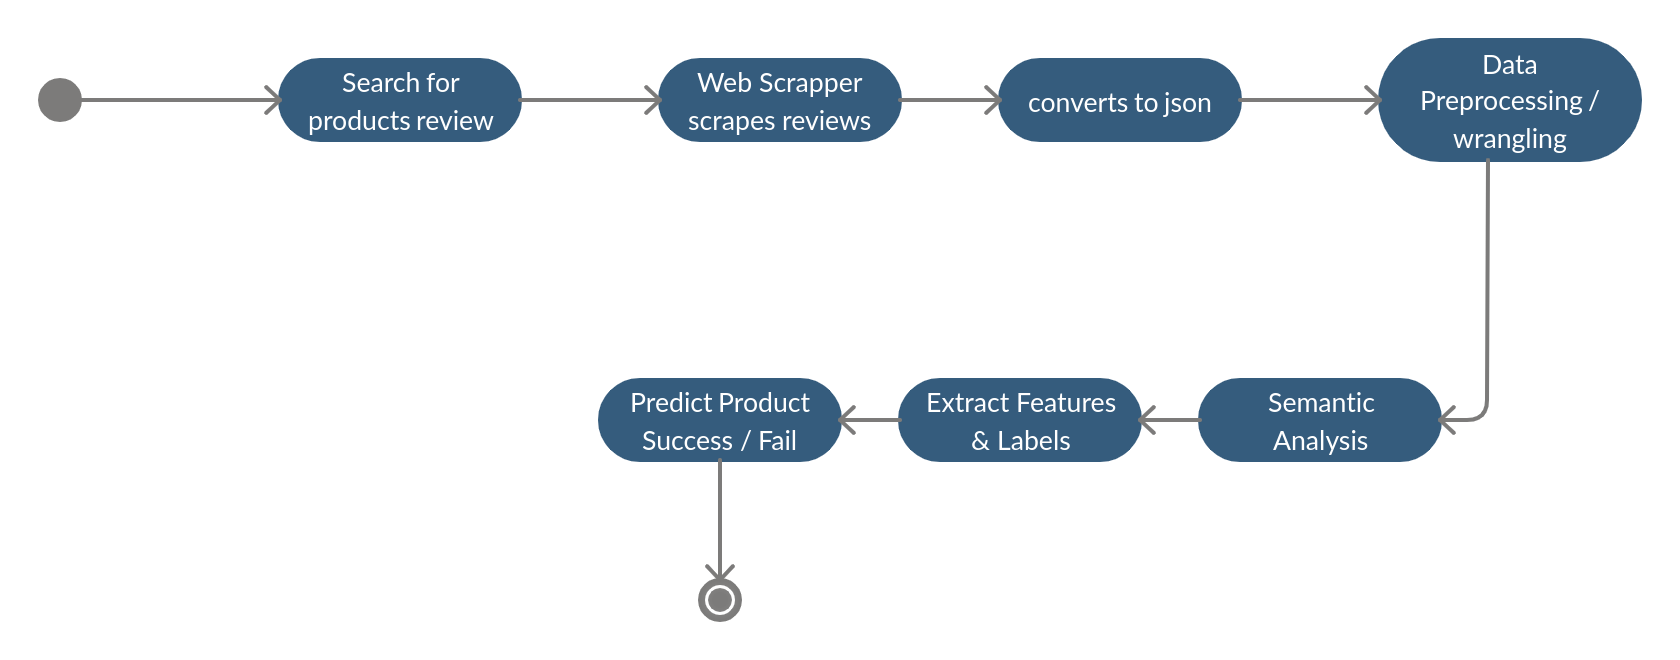 Search for
products review
Web Scrapper
scrapes reviews
converts to json
Data
Preprocessing /
wrangling
Semantic
Analysis
Extract Features
& Labels
Predict Product
Success / Fail